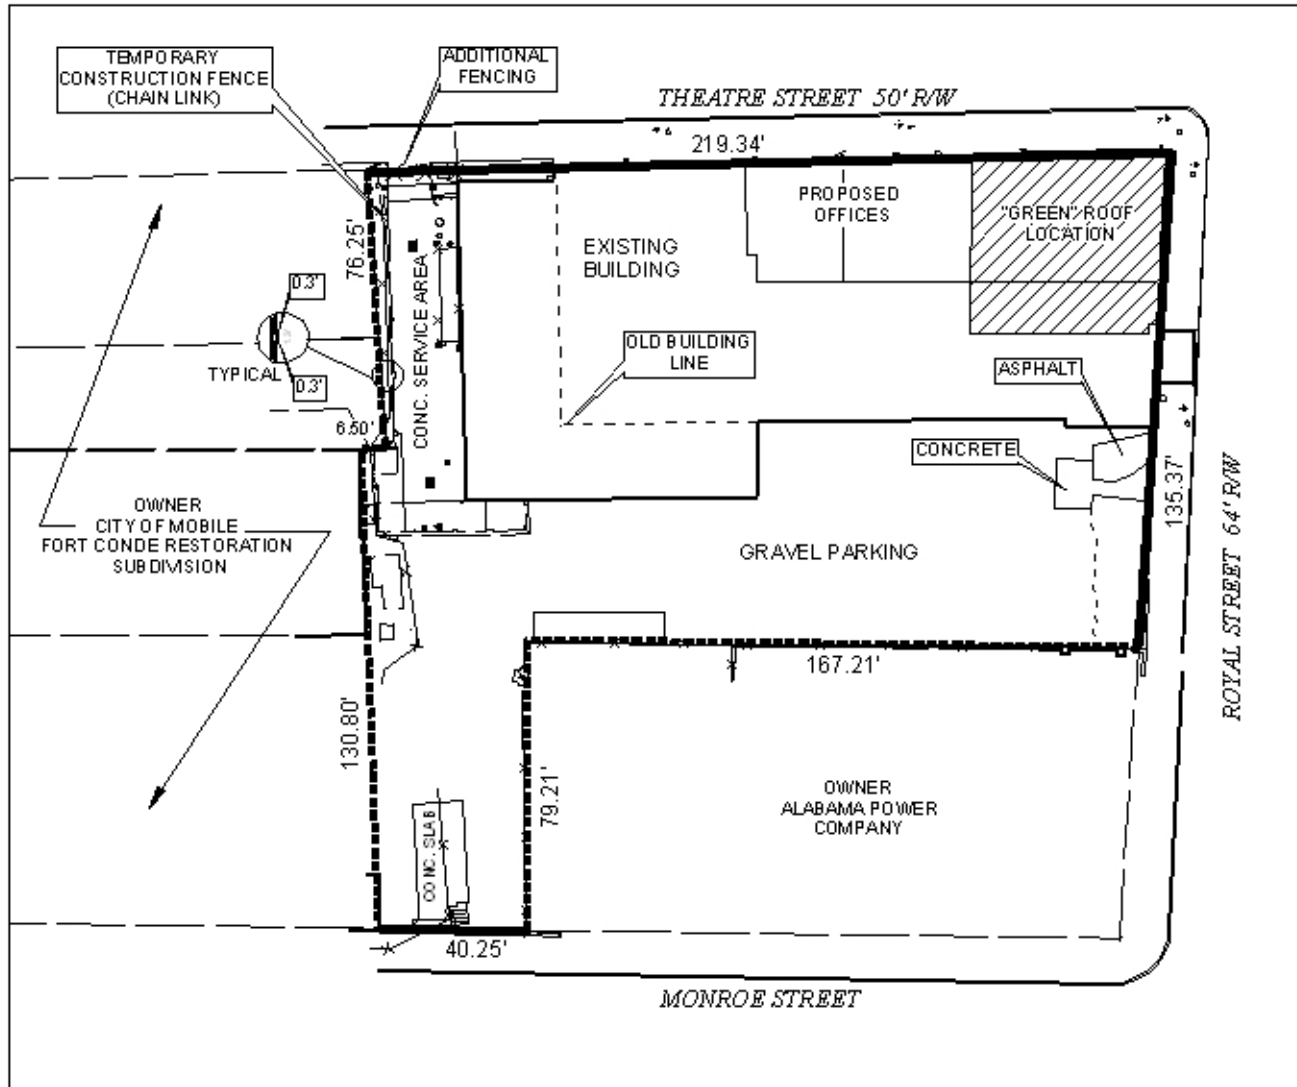 TEMPORARY
CONSTRUCTION FENCE
(CHAIN LINK)
ADDITIONAL
FENCING
THEATRE STREET 50' R/W
219.34'
PROPOSED
OFFICES
"GREEN" ROOF
LOCATION
76.25'
EXISTING
BUILDING
CONC. SERVICE AREA
0.3'
TYPICAL
0.3'
OLD BUILDING
LINE
ASPHALT
6.50'
CONCRETE
135.37'
ROYAL STREET 64' R/W
OWNER
CITY OF MOBILE
FORT CONDE RESTORATION
SUBDIVISION
GRAVEL PARKING
167.21'
130.80'
79.21'
OWNER
ALABAMA POWER
COMPANY
CONC. SLAB
40.25'
MONROE STREET